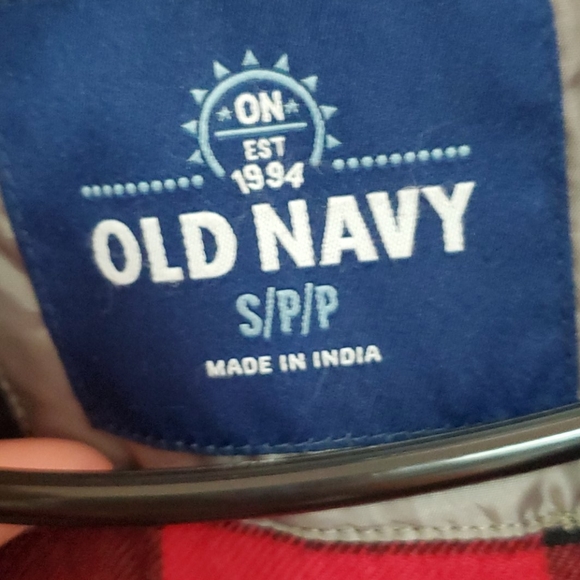 ON
EST
1994
OLD NAVY
S/P/P
MADE IN INDIA